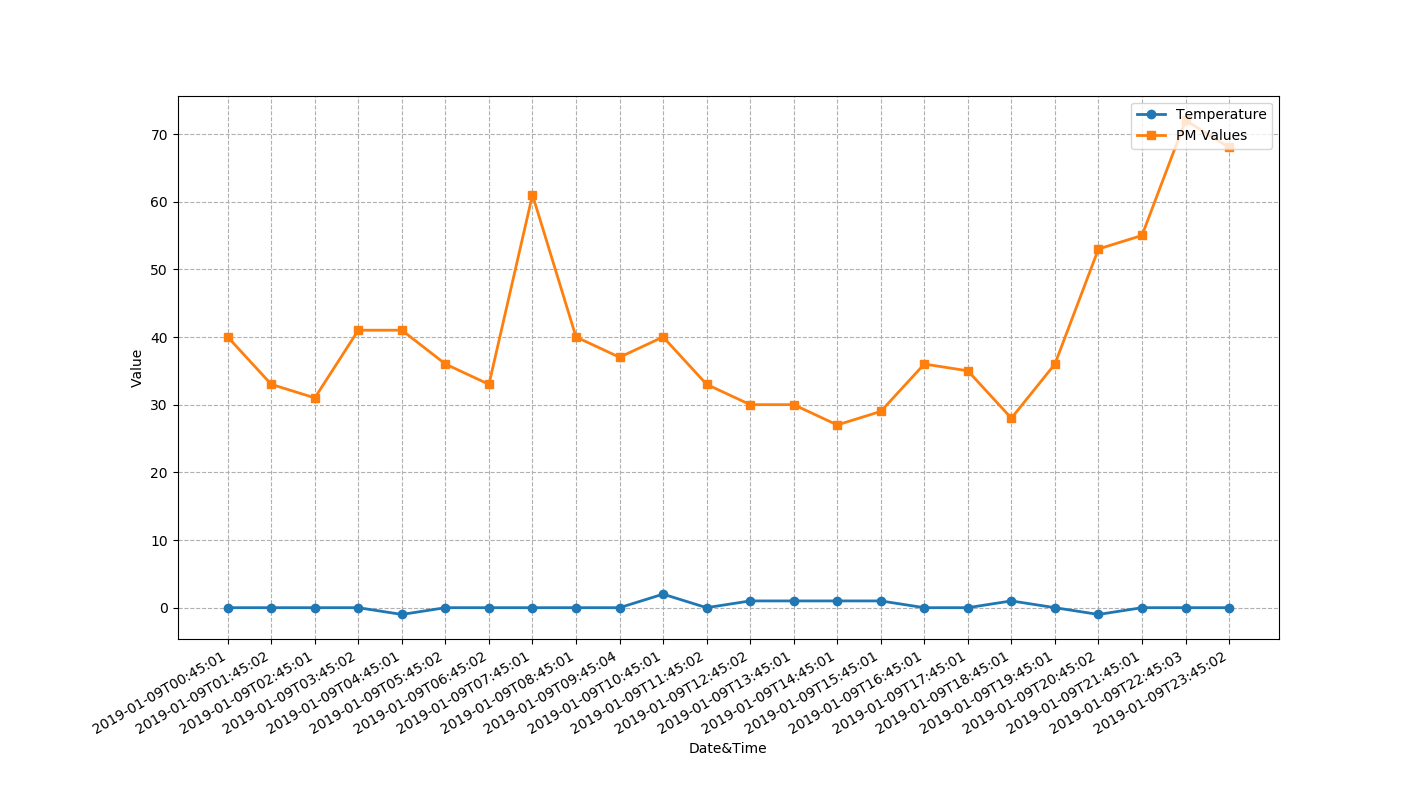 Temperature
PM Values
70
60
50
40
30
20
10
0
Value
2019-01-09T00:45:01
2019-01-09T01:45:02
2019-01-09T02:45:01
2019-01-09T03:45:02
2019-01-09T04:45:01
2019-01-09T05:45:02
2019-01-09T06:45:02
2019-01-09T07:45:01
2019-01-09T08:45:01
2019-01-09T09:45:04
2019-01-09T10:45:01
2019-01-09T11:45:02
2019-01-09T12:45:02
2019-01-09T13:45:01
2019-01-09T14:45:01
2019-01-09T15:45:01
2019-01-09T16:45:01
2019-01-09T17:45:01
2019-01-09T18:45:01
2019-01-09T19:45:01
2019-01-09T20:45:02
2019-01-09T21:45:01
2019-01-09T22:45:03
2019-01-09T23:45:02
Date&Time